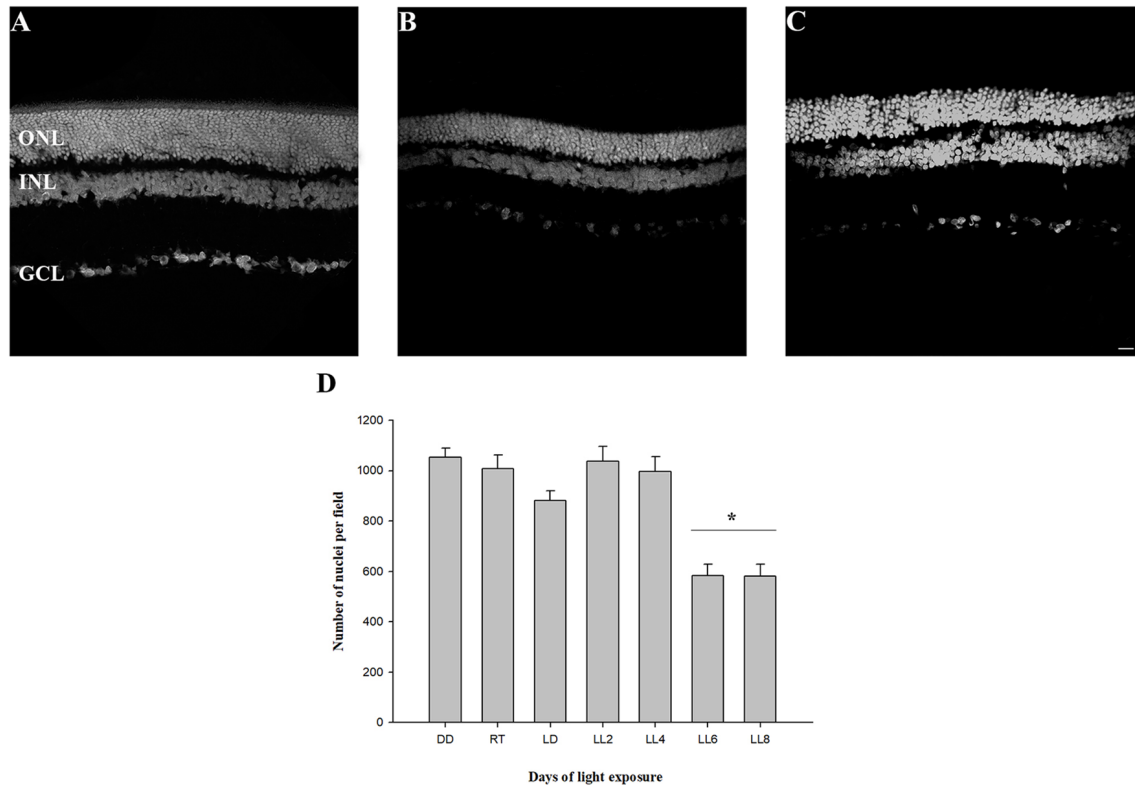 A
B
C
ONL
INL
GCL
D
Number of nuclei per field
1200
1000
800
600
400
200
0
*
DD RT LD LL2 LL4 LL6 LL8
Days of light exposure